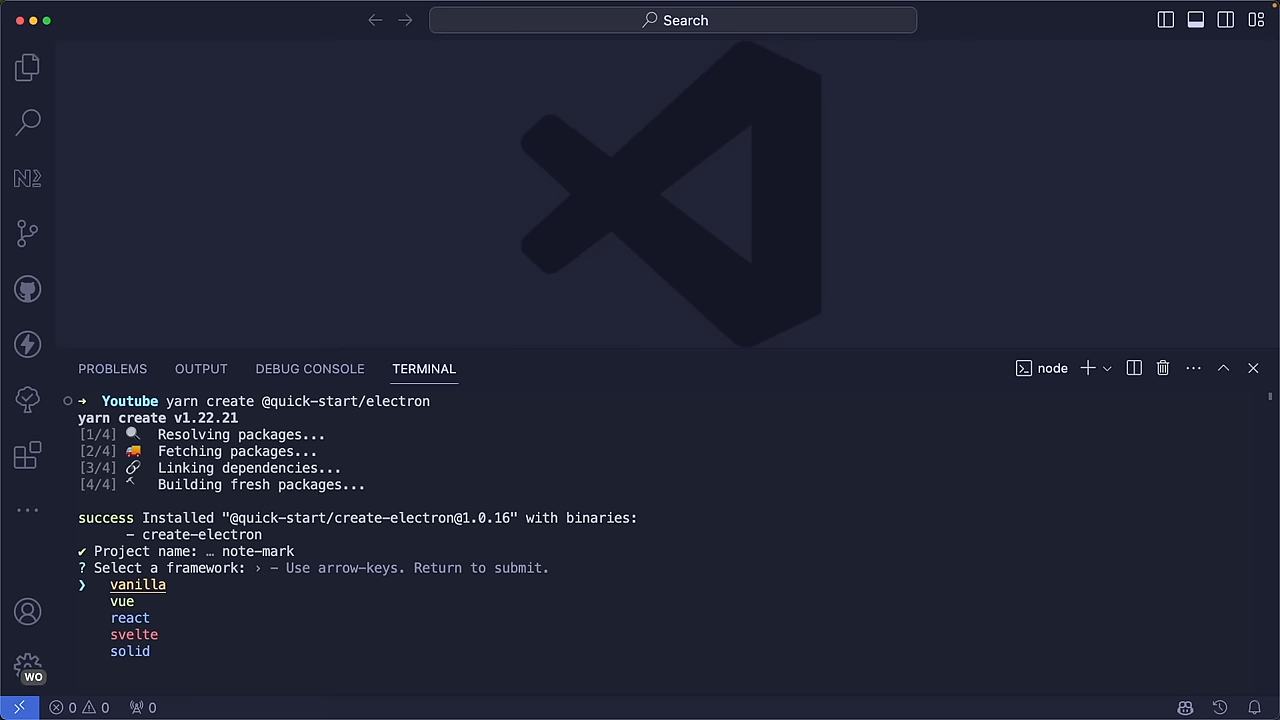 Search
PROBLEMS OUTPUT DEBUG CONSOLE TERMINAL node
→ Youtube yarn create @quick-start/electron
yarn create v1.22.21
[1/4] 🔍 Resolving packages...
[2/4] 🚚 Fetching packages...
[3/4] 🔗 Linking dependencies...
[4/4] 🔨 Building fresh packages...
success Installed "@quick-start/create-electron@1.0.16" with binaries:
- create-electron
✔ Project name: … note-mark
? Select a framework: › - Use arrow-keys. Return to submit.
❯ vanilla
vue
react
svelte
solid
WO
0 0 0